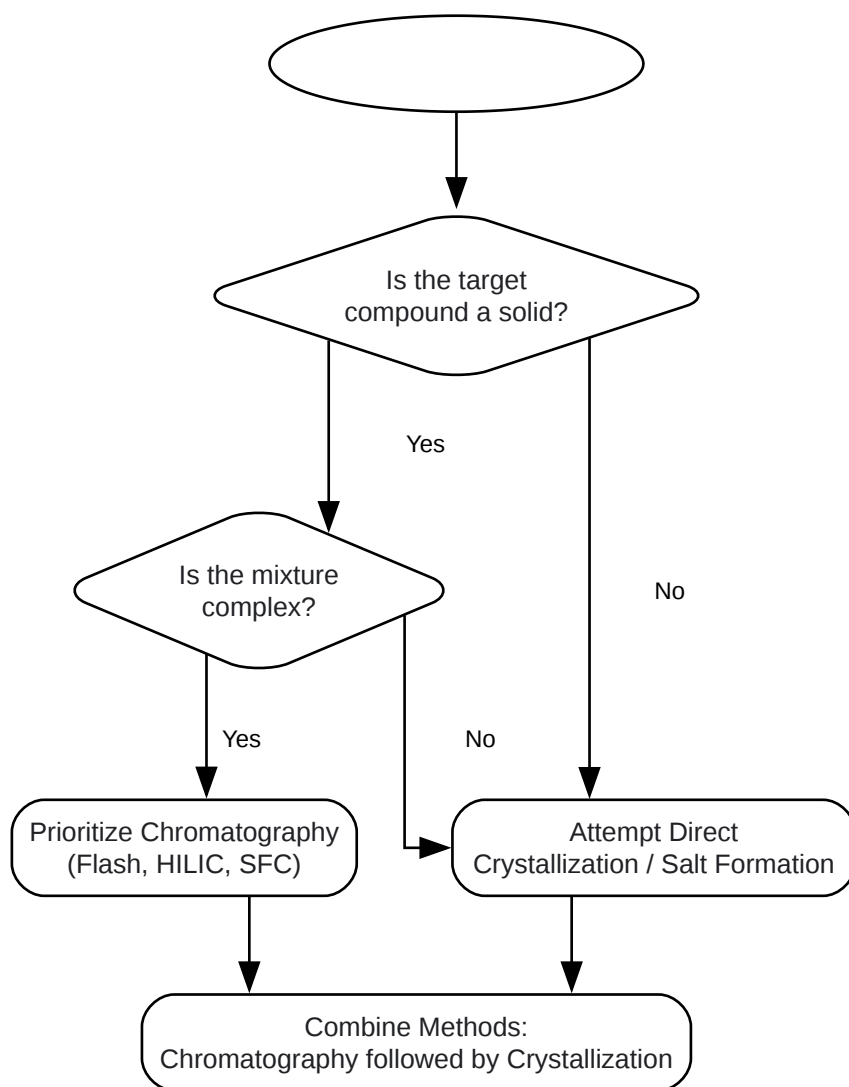 Is the target
compound a solid?
Yes
Is the mixture
complex?
No
Yes
No
Prioritize Chromatography
(Flash, HILIC, SFC)
Attempt Direct
Crystallization / Salt Formation
Combine Methods:
Chromatography followed by Crystallization